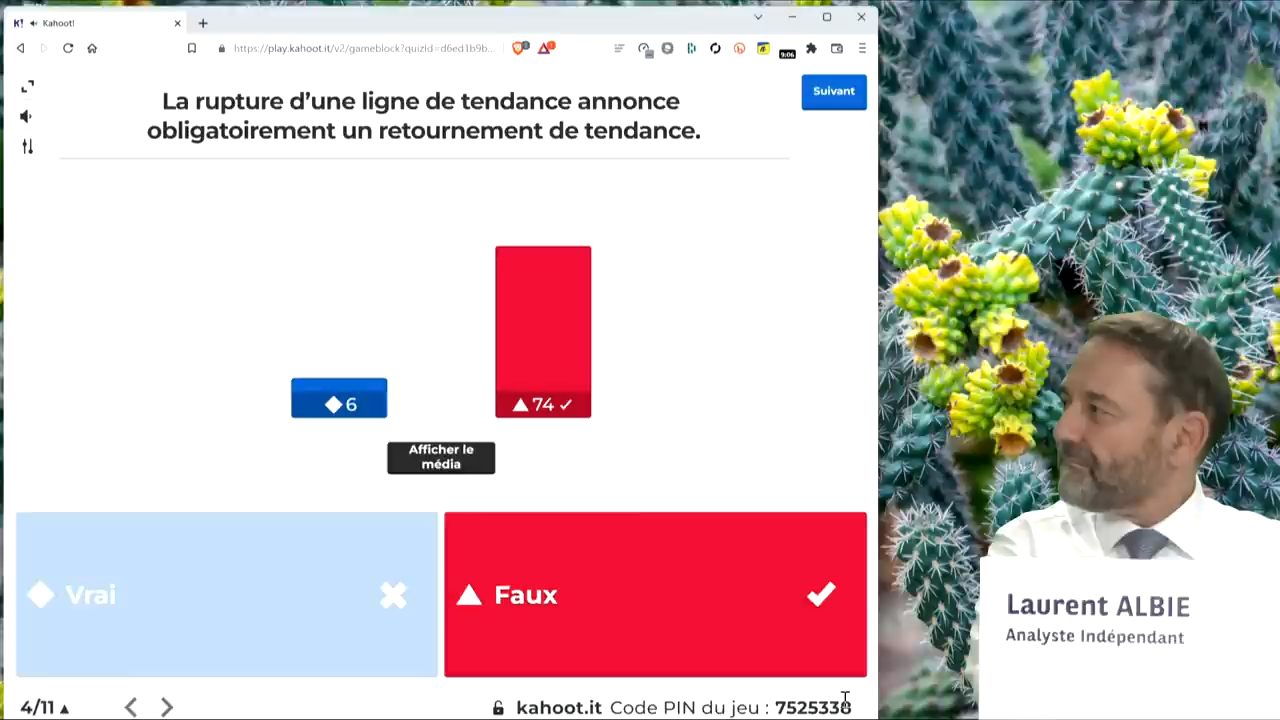 K! Kahoot!
https://play.kahoot.it/v2/gameblock?quizId=d6ed1b9b...
9:06
La rupture d’une ligne de tendance annonce
obligatoirement un retournement de tendance.
Suivant
6
74
Afficher le
média
Vrai
Faux
4/11
kahoot.it Code PIN du jeu : 7525338
Laurent ALBIE
Analyste Indépendant